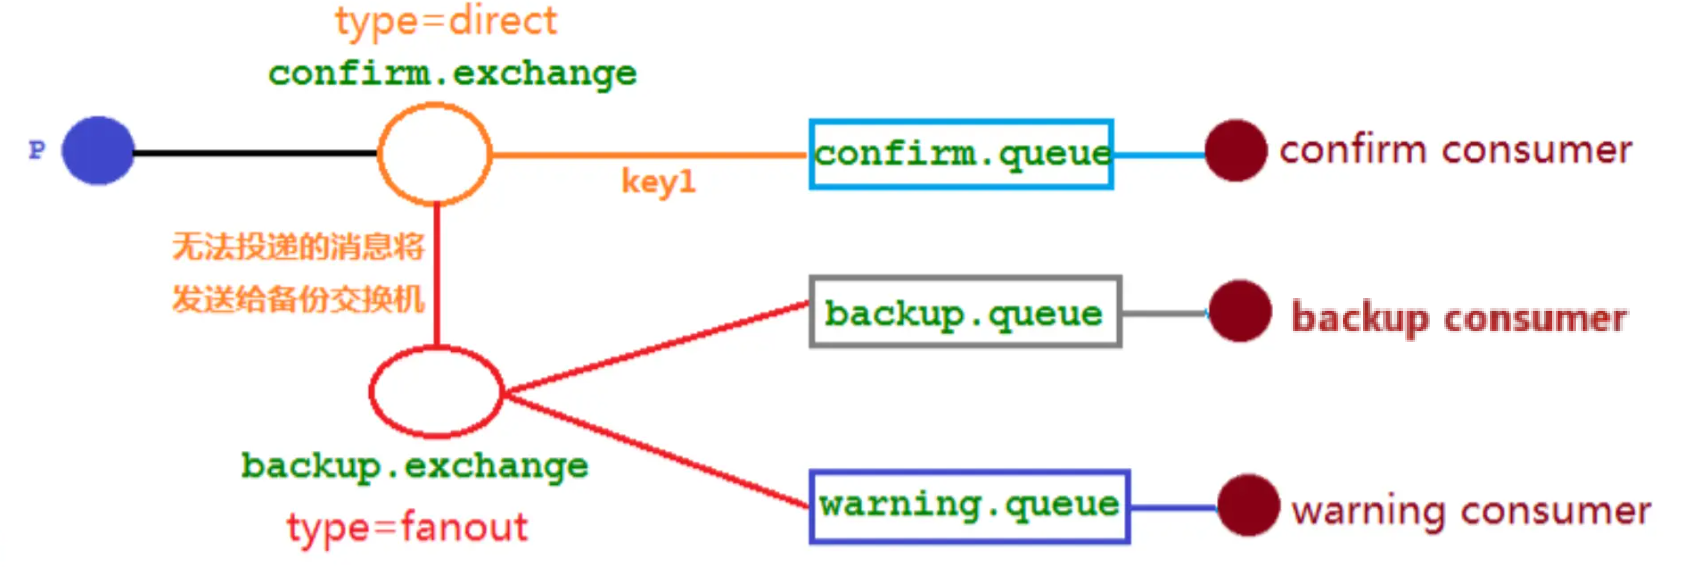 type=direct
confirm.exchange
P
key1
confirm.queue
confirm consumer
无法投递的消息将
发送给备份交换机
backup.queue
backup consumer
backup.exchange
type=fanout
warning.queue
warning consumer